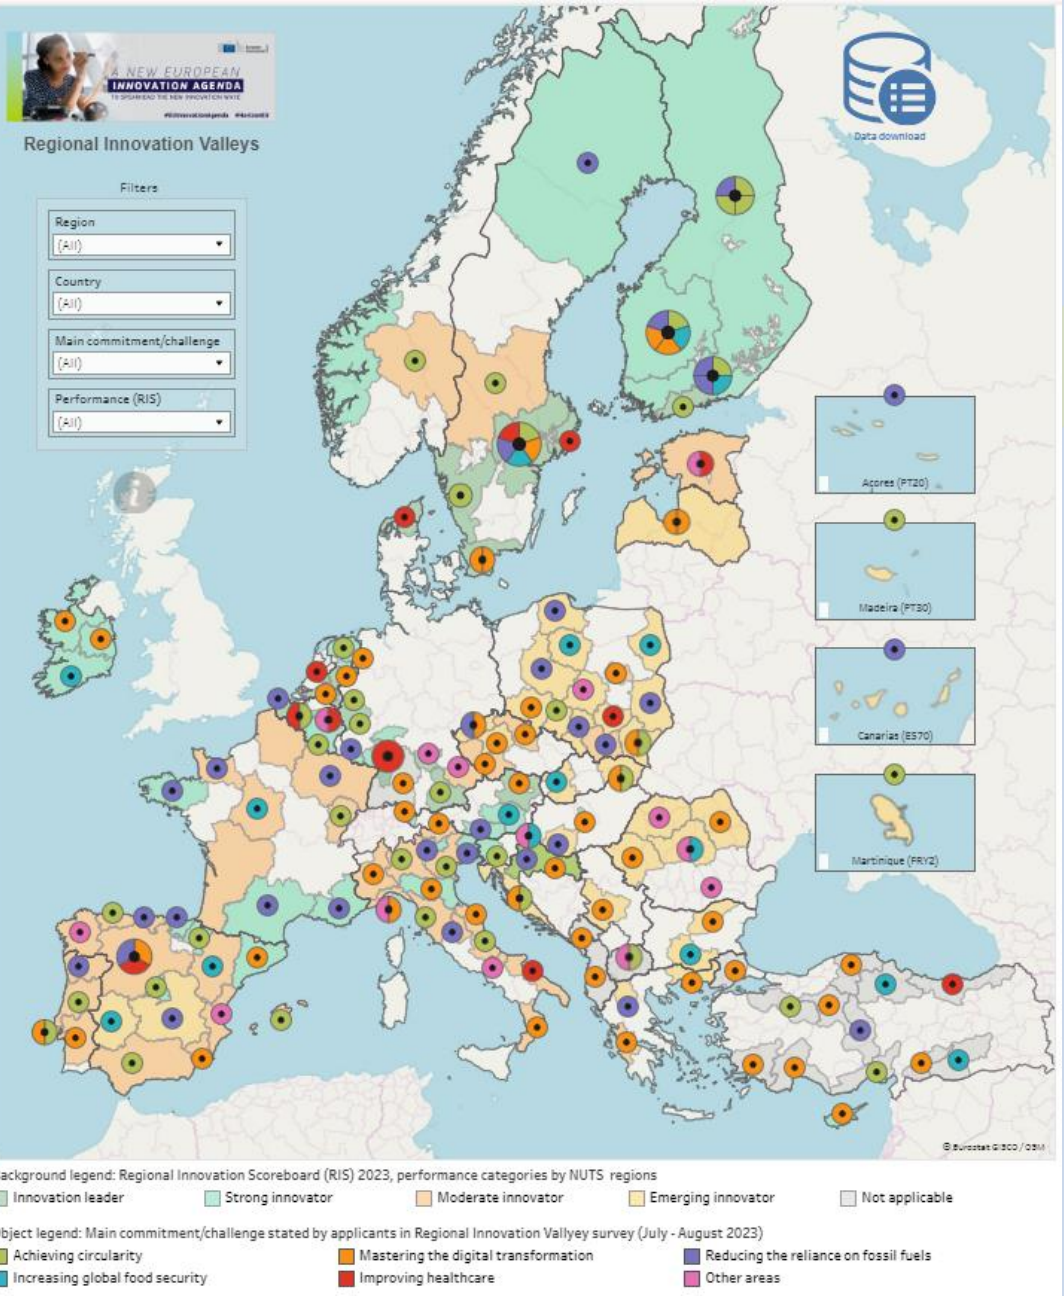 A NEW EUROPEAN
INNOVATION AGENDA
Regional Innovation Valleys
Data download
Filters
Region
(All)
Country
(All)
Main commitment/challenge
(All)
Performance (RIS)
(All)
Açores (PT20)
Madeira (PT30)
Canarias (ES70)
Martinique (FRY2)
© Eurostat GISCO / OSM
ackground legend: Regional Innovation Scoreboard (RIS) 2023, performance categories by NUTS regions
Innovation leader Strong innovator Moderate innovator Emerging innovator Not applicable
bject legend: Main commitment/challenge stated by applicants in Regional Innovation Vallyey survey (July - August 2023)
Achieving circularity Mastering the digital transformation Reducing the reliance on fossil fuels
Increasing global food security Improving healthcare Other areas